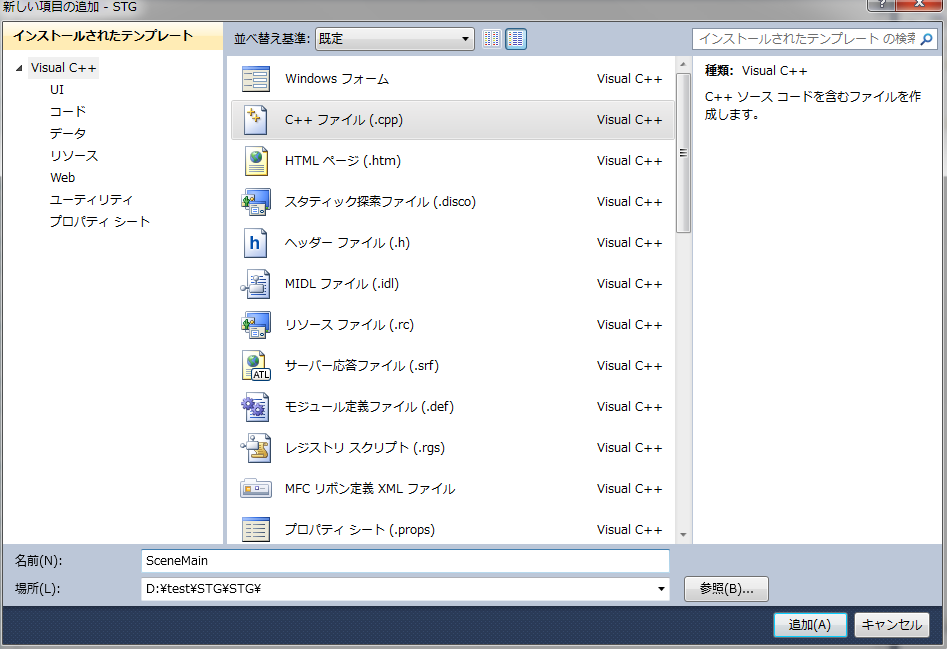 新しい項目の追加 - STG
インストールされたテンプレート
並べ替え基準: 既定
インストールされたテンプレート の検索
Visual C++
UI
コード
データ
リソース
Web
ユーティリティ
プロパティ シート
Windows フォーム Visual C++
C++ ファイル (.cpp) Visual C++
HTML ページ (.htm) Visual C++
スタティック探索ファイル (.disco) Visual C++
ヘッダー ファイル (.h) Visual C++
MIDL ファイル (.idl) Visual C++
リソース ファイル (.rc) Visual C++
サーバー応答ファイル (.srf) Visual C++
モジュール定義ファイル (.def) Visual C++
レジストリ スクリプト (.rgs) Visual C++
MFC リボン定義 XML ファイル Visual C++
プロパティ シート (.props) Visual C++
種類: Visual C++
C++ ソース コードを含むファイルを作
成します。
名前(N): SceneMain
場所(L): D:¥test¥STG¥STG¥
参照(B)...
追加(A) キャンセル